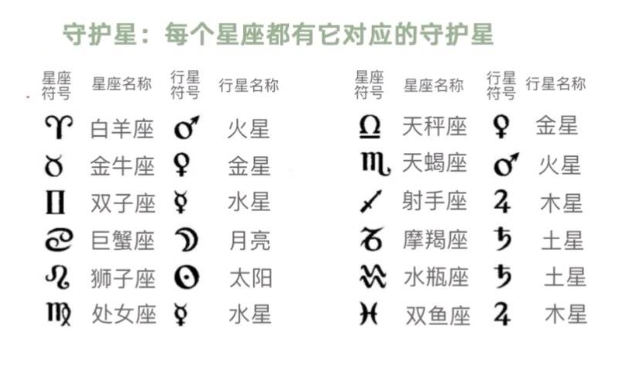 守护星：每个星座都有它对应的守护星
星座符号 星座名称 行星符号 行星名称 星座符号 星座名称 行星符号 行星名称
♈ 白羊座 ♂ 火星 ♎ 天秤座 ♀ 金星
♉ 金牛座 ♀ 金星 ♏ 天蝎座 ♂ 火星
♊ 双子座 ☿ 水星 ♐ 射手座 ♃ 木星
♋ 巨蟹座 ☽ 月亮 ♑ 摩羯座 ♄ 土星
♌ 狮子座 ☉ 太阳 ♒ 水瓶座 ♄ 土星
♍ 处女座 ☿ 水星 ♓ 双鱼座 ♃ 木星